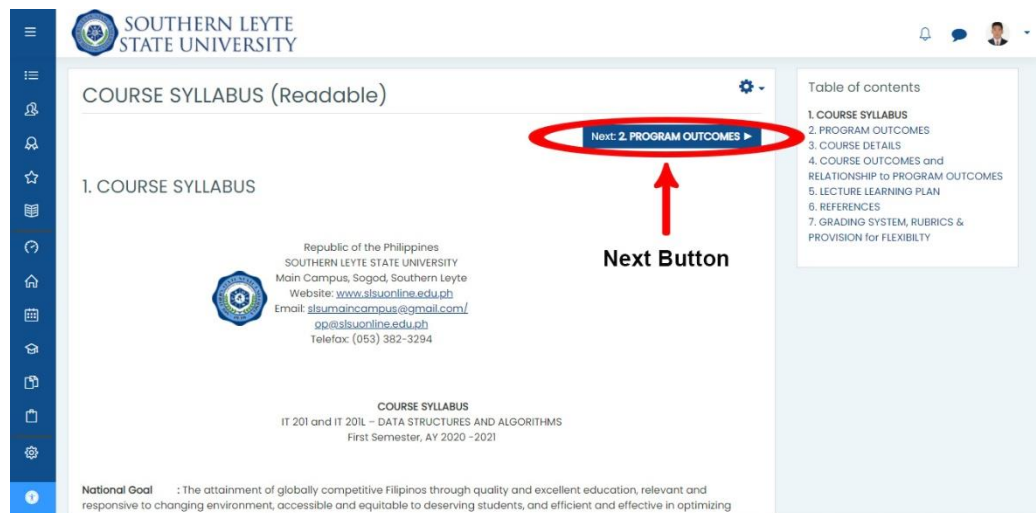 SOUTHERN LEYTE
STATE UNIVERSITY
COURSE SYLLABUS (Readable)
Next: 2. PROGRAM OUTCOMES ►
Next Button
1. COURSE SYLLABUS
Republic of the Philippines
SOUTHERN LEYTE STATE UNIVERSITY
Main Campus, Sogod, Southern Leyte
Website: www.slsuonline.edu.ph
Email: slsumaincampus@gmail.com/
op@slsuonline.edu.ph
Telefax: (053) 382-3294
COURSE SYLLABUS
IT 201 and IT 201L – DATA STRUCTURES AND ALGORITHMS
First Semester, AY 2020 -2021
National Goal : The attainment of globally competitive Filipinos through quality and excellent education, relevant and
responsive to changing environment, accessible and equitable to deserving students, and efficient and effective in optimizing
Table of contents
1. COURSE SYLLABUS
2. PROGRAM OUTCOMES
3. COURSE DETAILS
4. COURSE OUTCOMES and
RELATIONSHIP to PROGRAM OUTCOMES
5. LECTURE LEARNING PLAN
6. REFERENCES
7. GRADING SYSTEM, RUBRICS &
PROVISION for FLEXIBILTY